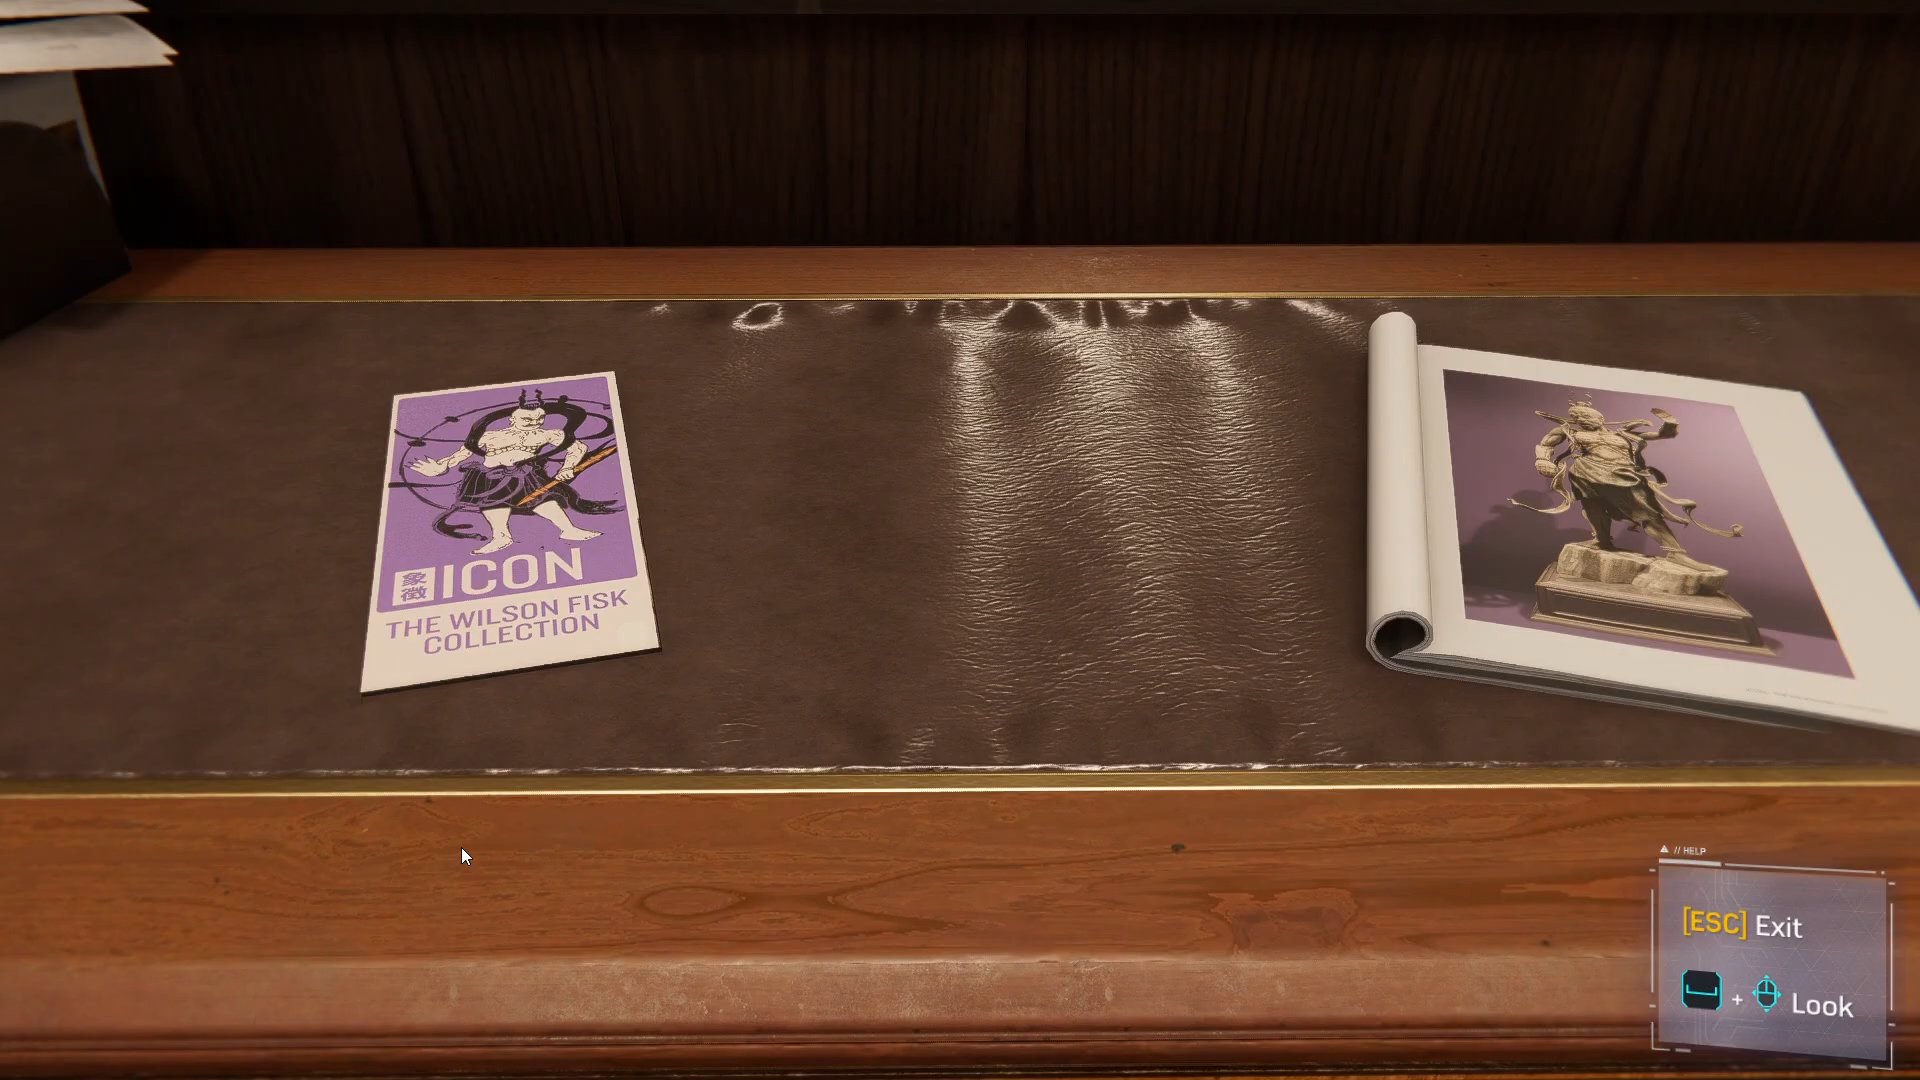 象徵
ICON
THE WILSON FISK
COLLECTION
// HELP
[ESC] Exit
+ Look